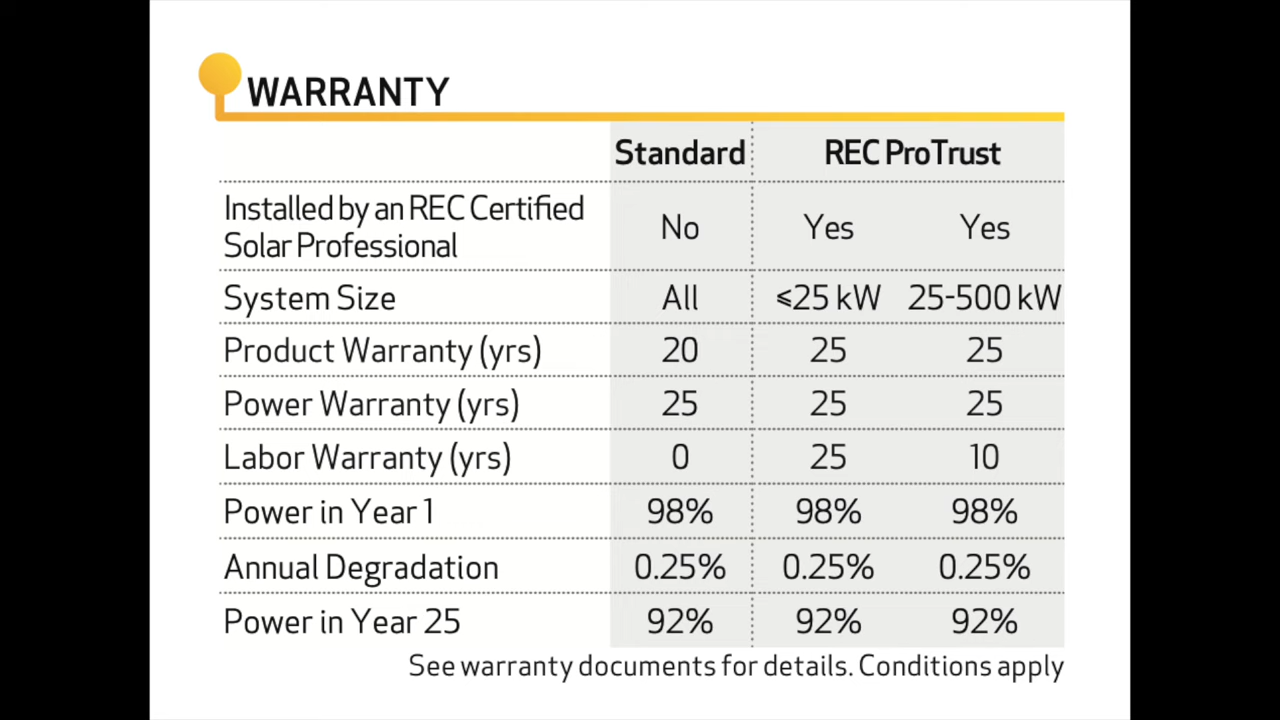 WARRANTY
Standard REC ProTrust
Installed by an REC Certified
Solar Professional No Yes Yes
System Size All ≤25 kW 25-500 kW
Product Warranty (yrs) 20 25 25
Power Warranty (yrs) 25 25 25
Labor Warranty (yrs) 0 25 10
Power in Year 1 98% 98% 98%
Annual Degradation 0.25% 0.25% 0.25%
Power in Year 25 92% 92% 92%
See warranty documents for details. Conditions apply